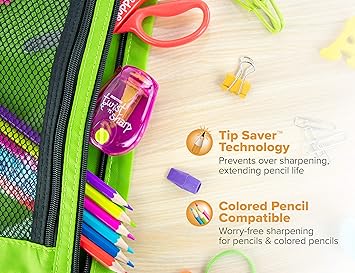 Tip Saver™
Technology
Prevents over sharpening,
extending pencil life
Colored Pencil
Compatible
Worry-free sharpening
for pencils & colored pencils